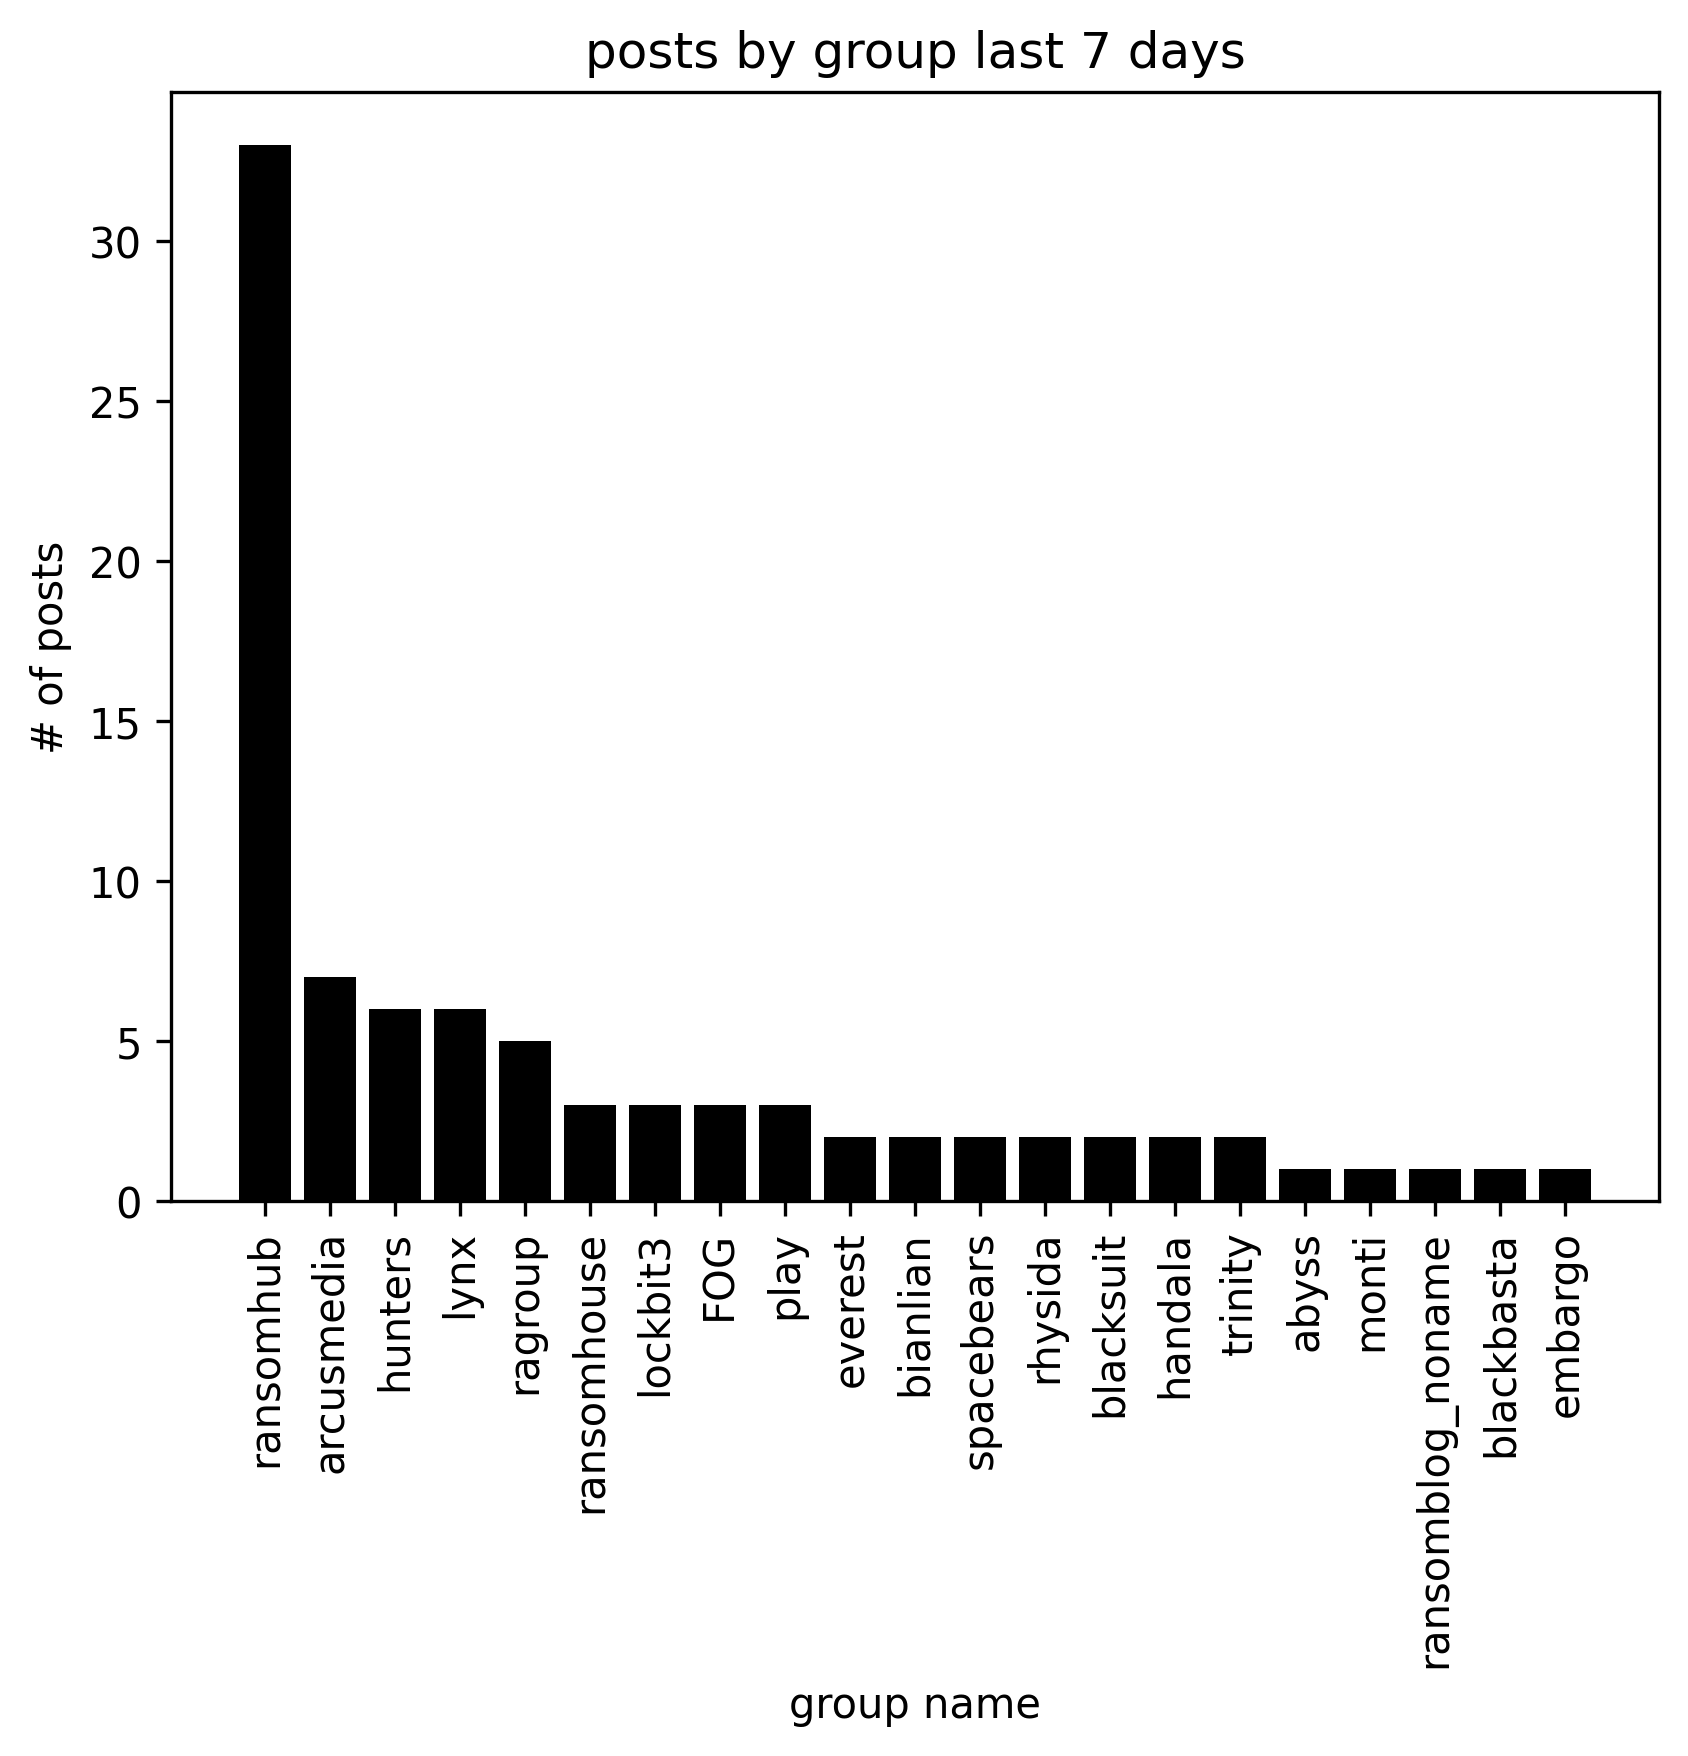 posts by group last 7 days
# of posts
30
25
20
15
10
5
0
ransomhub
arcusmedia
hunters
lynx
ragroup
ransomhouse
lockbit3
FOG
play
everest
bianlian
spacebears
rhysida
blacksuit
handala
trinity
abyss
monti
ransomblog_noname
blackbasta
embargo
group name